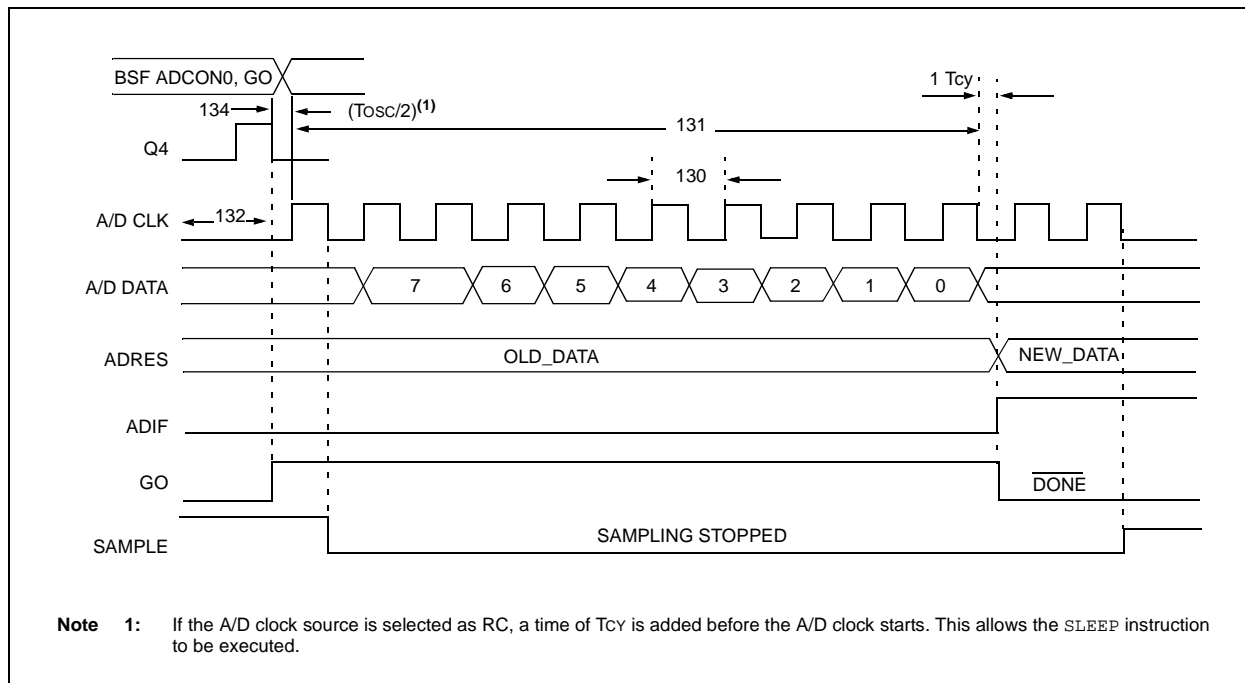 BSF ADCON0, GO
134
(TOSC/2)(1)
1 Tcy
131
Q4
130
A/D CLK
132
A/D DATA
7 6 5 4 3 2 1 0
ADRES
OLD_DATA
NEW_DATA
ADIF
GO
DONE
SAMPLE
SAMPLING STOPPED
Note 1: If the A/D clock source is selected as RC, a time of TCY is added before the A/D clock starts. This allows the SLEEP instruction
to be executed.